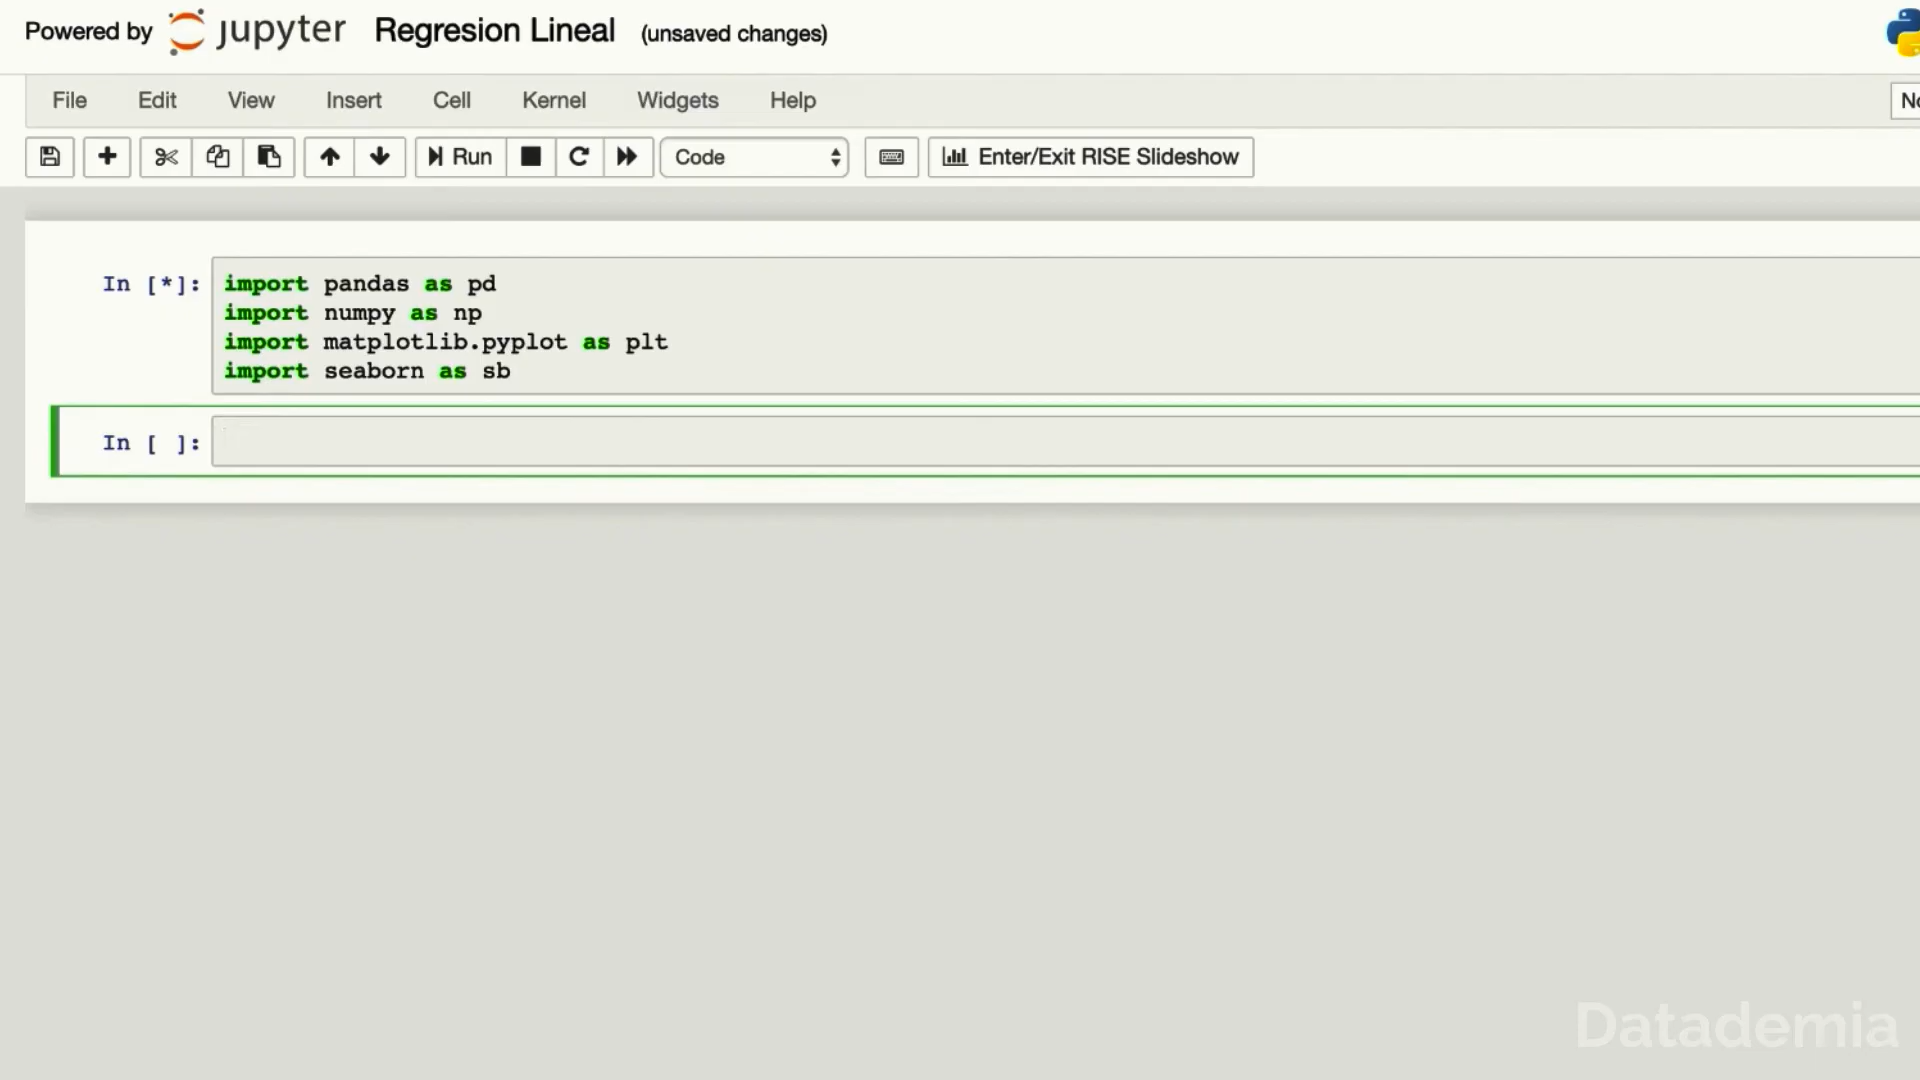 Powered by jupyter Regresion Lineal (unsaved changes)
File Edit View Insert Cell Kernel Widgets Help
Run Code Enter/Exit RISE Slideshow
In [*]: import pandas as pd
import numpy as np
import matplotlib.pyplot as plt
import seaborn as sb
In [ ]:
Datademia